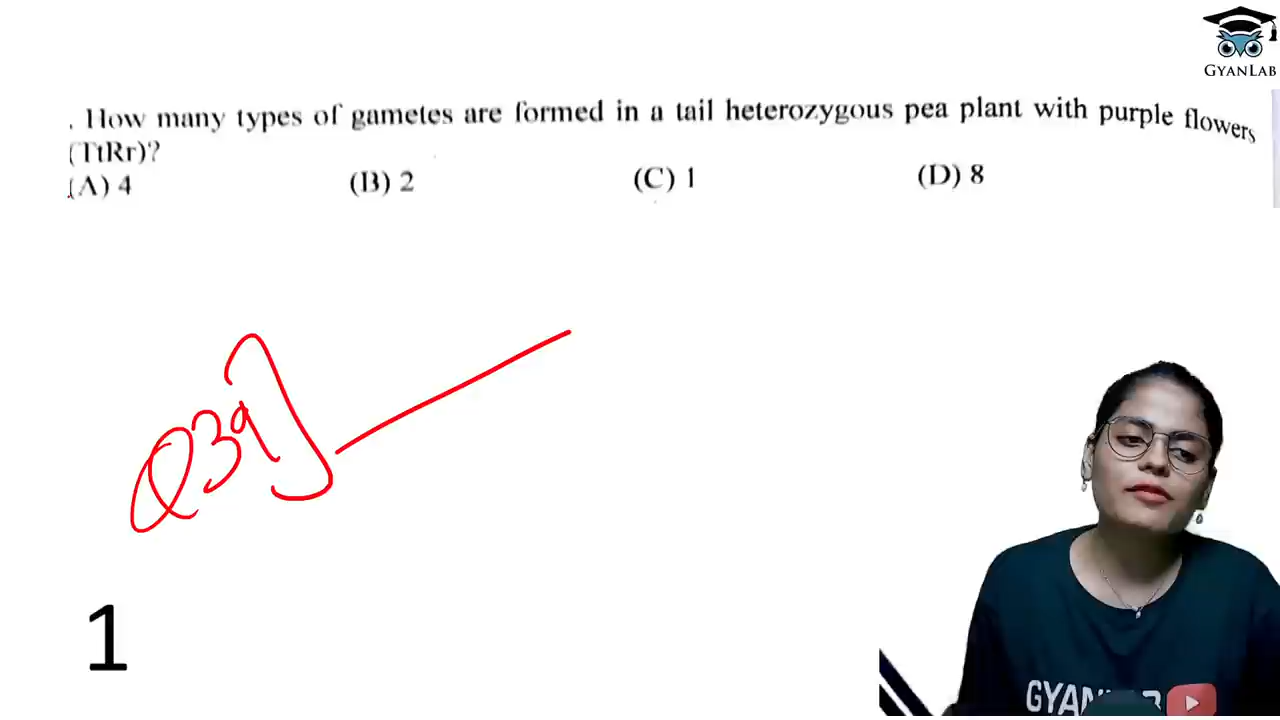 GYANLAB
. How many types of gametes are formed in a tail heterozygous pea plant with purple flowers
(TtRr)?
(A) 4 (B) 2 (C) 1 (D) 8
Q39]
1